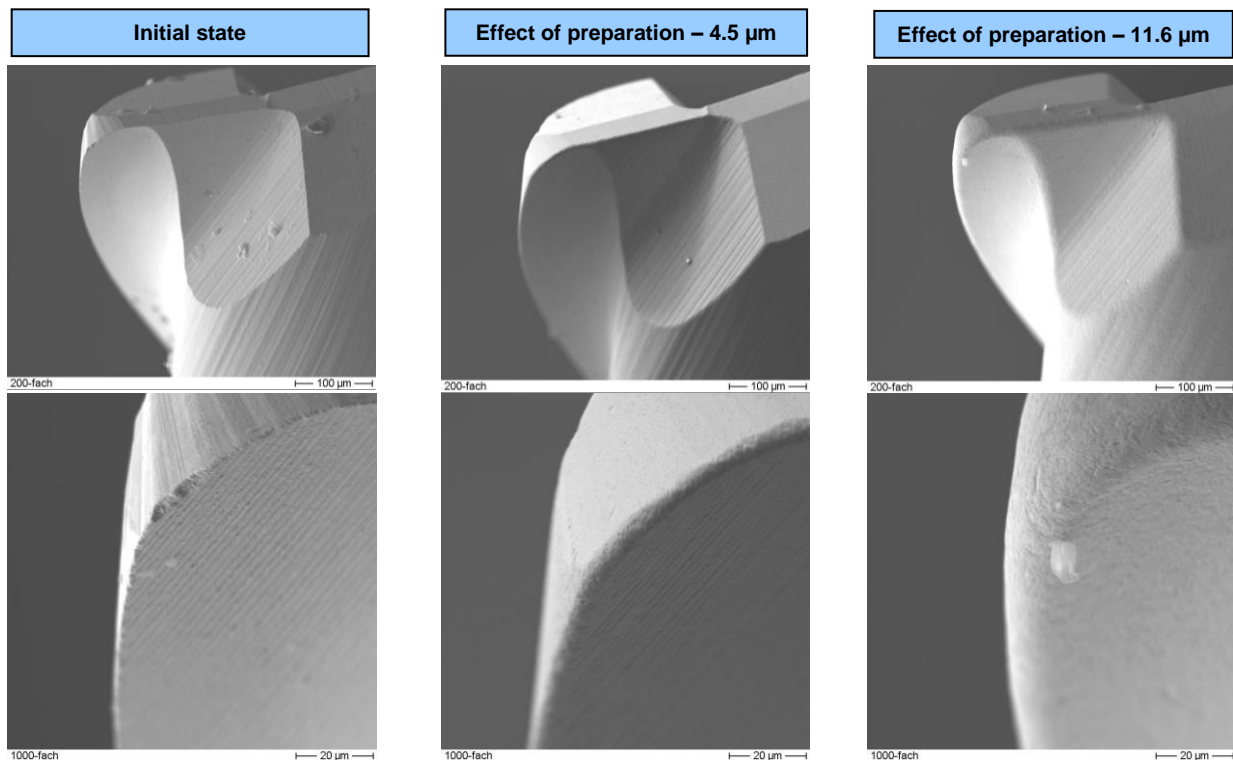 Initial state
Effect of preparation – 4.5 µm
Effect of preparation – 11.6 µm
200-fach
100 µm
200-fach
100 µm
200-fach
100 µm
1000-fach
20 µm
1000-fach
20 µm
1000-fach
20 µm